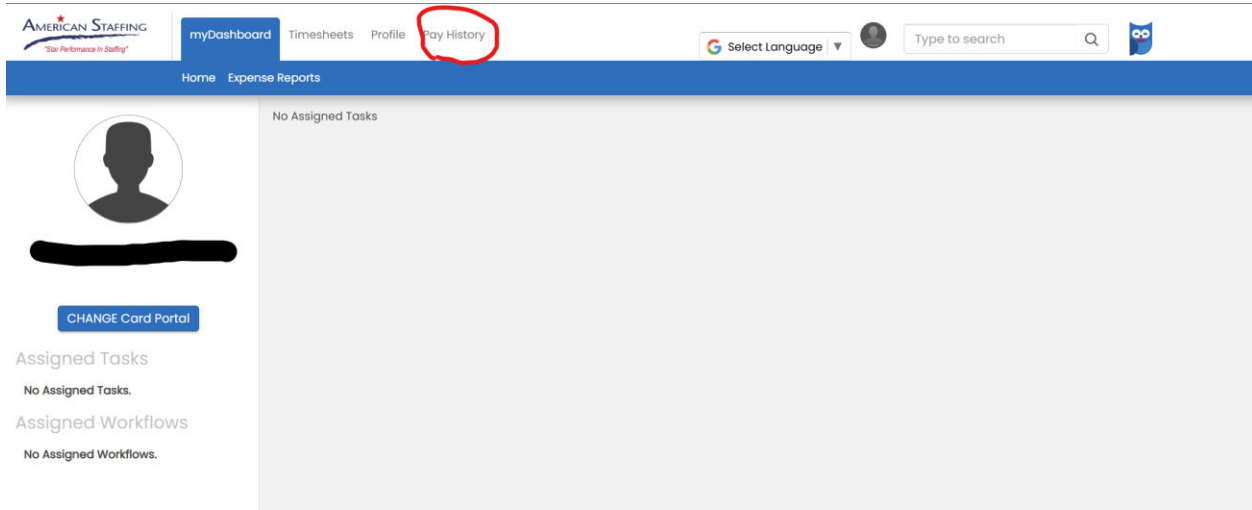 AMERICAN STAFFING
"Star Performance In Staffing"
myDashboard Timesheets Profile Pay History
Select Language ▼
Type to search
Home Expense Reports
No Assigned Tasks
CHANGE Card Portal
Assigned Tasks
No Assigned Tasks.
Assigned Workflows
No Assigned Workflows.